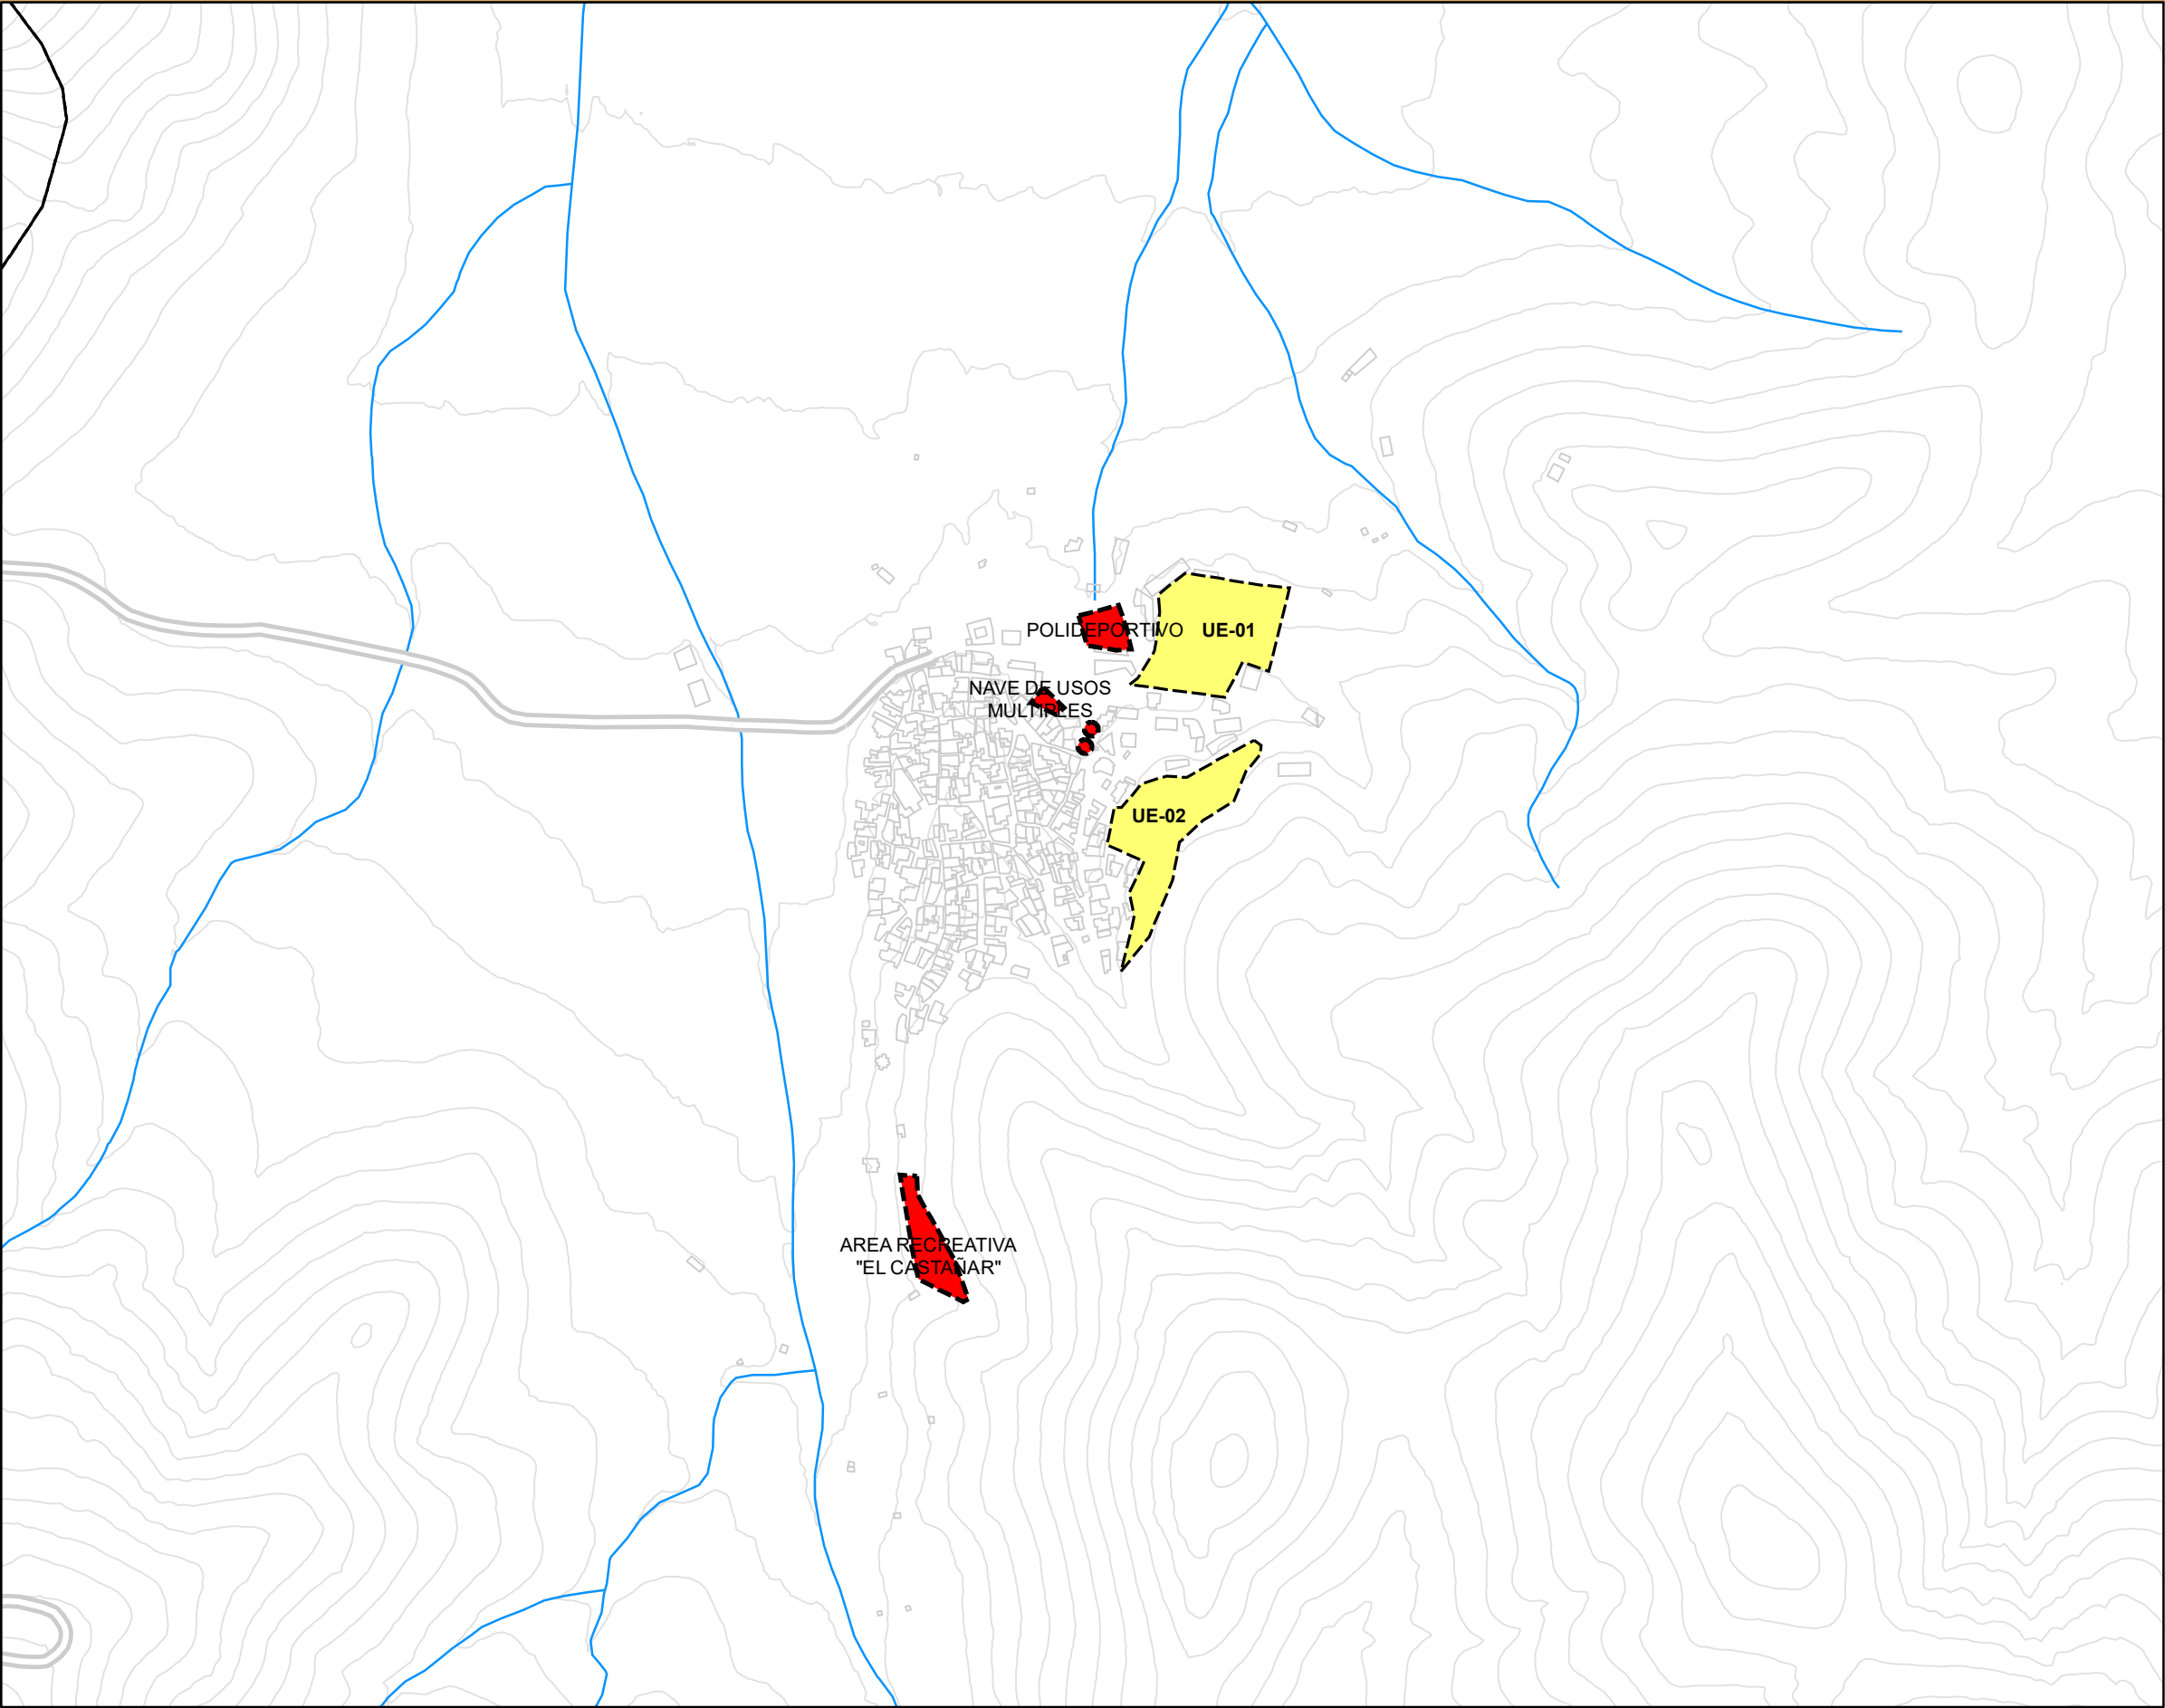 POLIDEPORTIVO
UE-01
NAVE DE USOS
MULTIPLES
UE-02
AREA RECREATIVA
"EL CASTAÑAR"